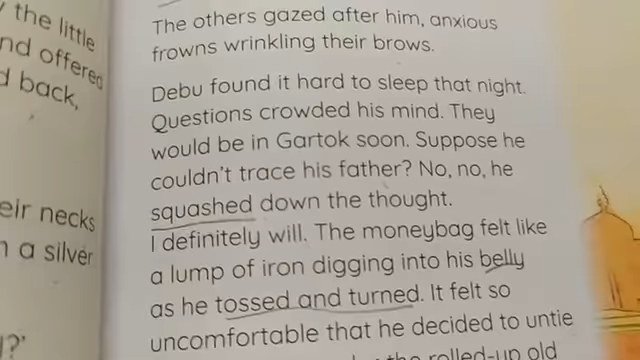 the little
nd offered
d back,
eir necks
a silver
The others gazed after him, anxious
frowns wrinkling their brows.
Debu found it hard to sleep that night.
Questions crowded his mind. They
would be in Gartok soon. Suppose he
couldn't trace his father? No, no, he
squashed down the thought.
I definitely will. The moneybag felt like
a lump of iron digging into his belly
as he tossed and turned. It felt so
uncomfortable that he decided to untie
the rolled-up old